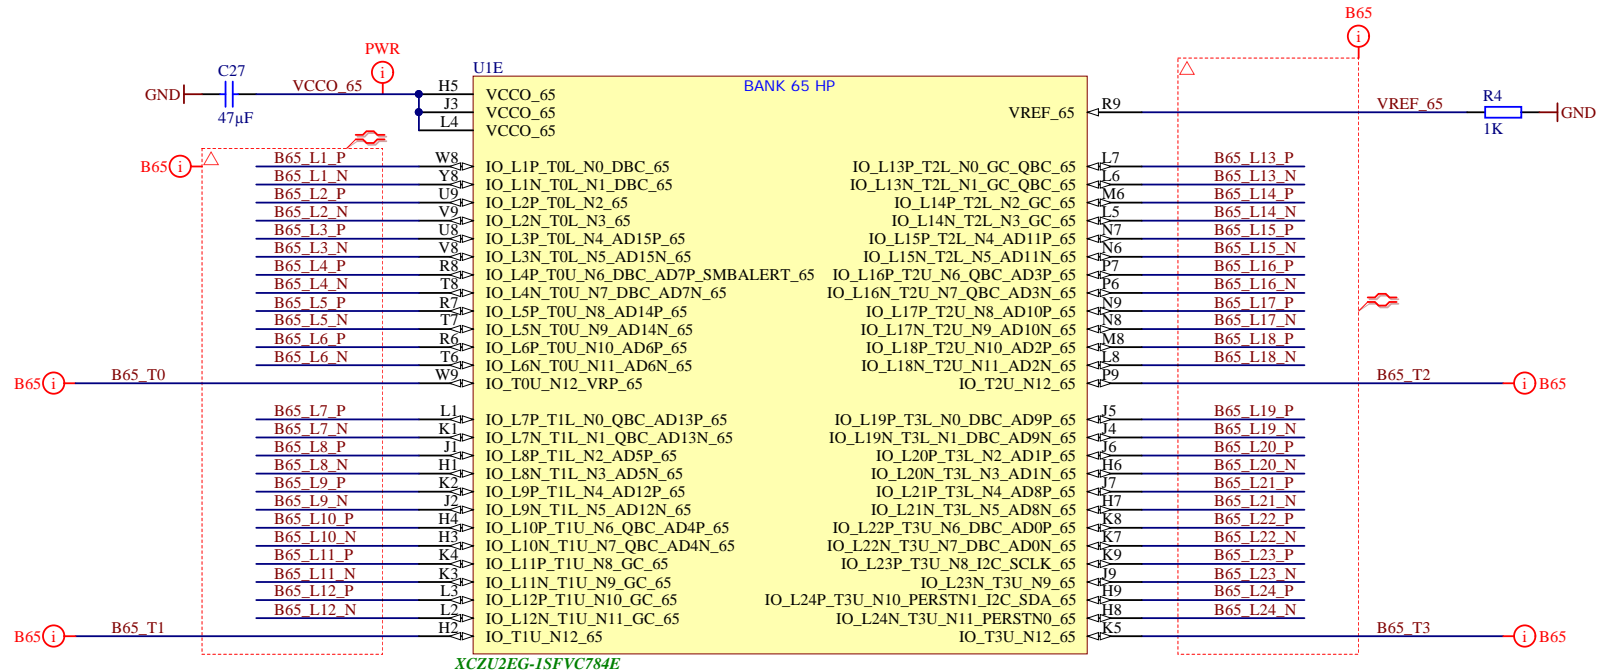 B65
PWR
U1E
BANK 65 HP
C27
GND
47µF
VCCO_65
H5 VCCO_65
J3 VCCO_65
L4 VCCO_65
VREF_65 R9 VREF_65
R4
1K
GND
B65
B65_L1_P W8 IO_L1P_T0L_N0_DBC_65 IO_L13P_T2L_N0_GC_QBC_65 L7 B65_L13_P
B65_L1_N Y8 IO_L1N_T0L_N1_DBC_65 IO_L13N_T2L_N1_GC_QBC_65 L6 B65_L13_N
B65_L2_P U9 IO_L2P_T0L_N2_65 IO_L14P_T2L_N2_GC_65 M6 B65_L14_P
B65_L2_N V9 IO_L2N_T0L_N3_65 IO_L14N_T2L_N3_GC_65 L5 B65_L14_N
B65_L3_P U8 IO_L3P_T0L_N4_AD15P_65 IO_L15P_T2L_N4_AD11P_65 N7 B65_L15_P
B65_L3_N V8 IO_L3N_T0L_N5_AD15N_65 IO_L15N_T2L_N5_AD11N_65 N6 B65_L15_N
B65_L4_P R8 IO_L4P_T0U_N6_DBC_AD7P_SMBALERT_65 IO_L16P_T2U_N6_QBC_AD3P_65 P7 B65_L16_P
B65_L4_N T8 IO_L4N_T0U_N7_DBC_AD7N_65 IO_L16N_T2U_N7_QBC_AD3N_65 P6 B65_L16_N
B65_L5_P R7 IO_L5P_T0U_N8_AD14P_65 IO_L17P_T2U_N8_AD10P_65 N9 B65_L17_P
B65_L5_N T7 IO_L5N_T0U_N9_AD14N_65 IO_L17N_T2U_N9_AD10N_65 N8 B65_L17_N
B65_L6_P R6 IO_L6P_T0U_N10_AD6P_65 IO_L18P_T2U_N10_AD2P_65 M8 B65_L18_P
B65_L6_N T6 IO_L6N_T0U_N11_AD6N_65 IO_L18N_T2U_N11_AD2N_65 L8 B65_L18_N
B65 B65_T0 W9 IO_T0U_N12_VRP_65 IO_T2U_N12_65 P9 B65_T2 B65
B65_L7_P L1 IO_L7P_T1L_N0_QBC_AD13P_65 IO_L19P_T3L_N0_DBC_AD9P_65 J5 B65_L19_P
B65_L7_N K1 IO_L7N_T1L_N1_QBC_AD13N_65 IO_L19N_T3L_N1_DBC_AD9N_65 J4 B65_L19_N
B65_L8_P J1 IO_L8P_T1L_N2_AD5P_65 IO_L20P_T3L_N2_AD1P_65 J6 B65_L20_P
B65_L8_N H1 IO_L8N_T1L_N3_AD5N_65 IO_L20N_T3L_N3_AD1N_65 H6 B65_L20_N
B65_L9_P K2 IO_L9P_T1L_N4_AD12P_65 IO_L21P_T3L_N4_AD8P_65 J7 B65_L21_P
B65_L9_N J2 IO_L9N_T1L_N5_AD12N_65 IO_L21N_T3L_N5_AD8N_65 H7 B65_L21_N
B65_L10_P H4 IO_L10P_T1U_N6_QBC_AD4P_65 IO_L22P_T3U_N6_DBC_AD0P_65 K8 B65_L22_P
B65_L10_N H3 IO_L10N_T1U_N7_QBC_AD4N_65 IO_L22N_T3U_N7_DBC_AD0N_65 K7 B65_L22_N
B65_L11_P K4 IO_L11P_T1U_N8_GC_65 IO_L23P_T3U_N8_I2C_SCLK_65 K9 B65_L23_P
B65_L11_N K3 IO_L11N_T1U_N9_GC_65 IO_L23N_T3U_N9_65 J9 B65_L23_N
B65_L12_P L3 IO_L12P_T1U_N10_GC_65 IO_L24P_T3U_N10_PERSTN1_I2C_SDA_65 H9 B65_L24_P
B65_L12_N L2 IO_L12N_T1U_N11_GC_65 IO_L24N_T3U_N11_PERSTN0_65 H8 B65_L24_N
B65 B65_T1 H2 IO_T1U_N12_65 IO_T3U_N12_65 K5 B65_T3 B65
XCZU2EG-1SFVC784E